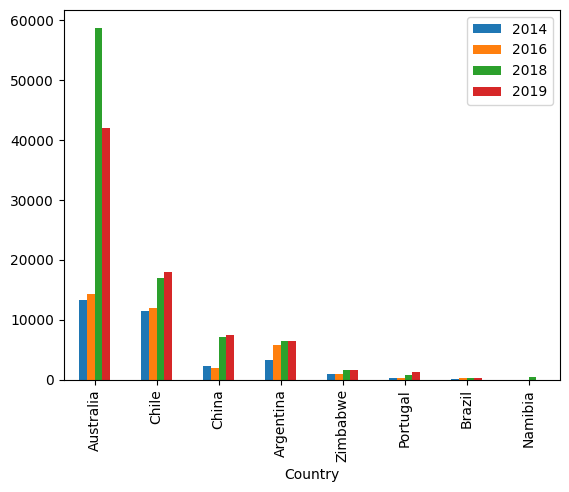 60000
50000
40000
30000
20000
10000
0
2014
2016
2018
2019
Australia
Chile
China
Argentina
Zimbabwe
Portugal
Brazil
Namibia
Country